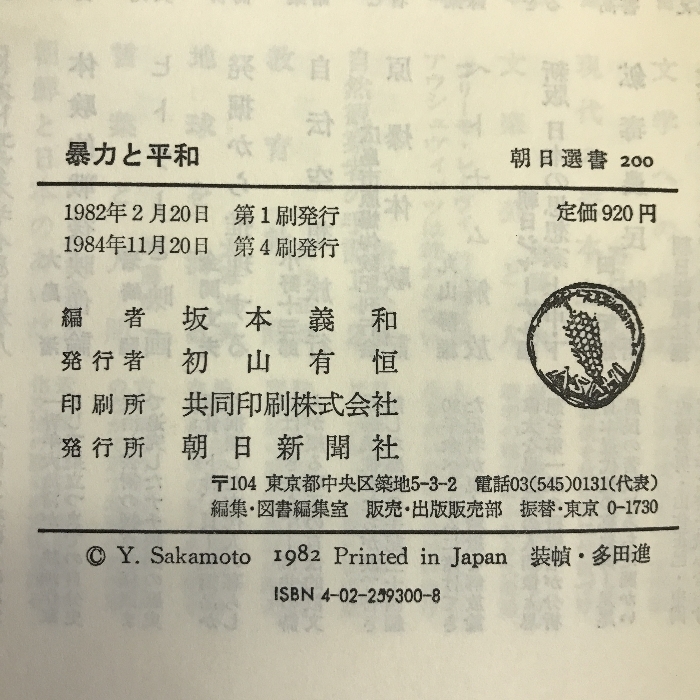 暴力と平和 朝日選書 200
1982年2月20日 第1刷発行 定価920円
1984年11月20日 第4刷発行
編者 坂本義和
発行者 初山有恒
印刷所 共同印刷株式会社
発行所 朝日新聞社
〒104 東京都中央区築地5-3-2 電話03(545)0131(代表)
編集・図書編集室 販売・出版販売部 振替・東京 0-1730
© Y. Sakamoto 1982 Printed in Japan 装幀・多田進
ISBN 4-02-259300-8